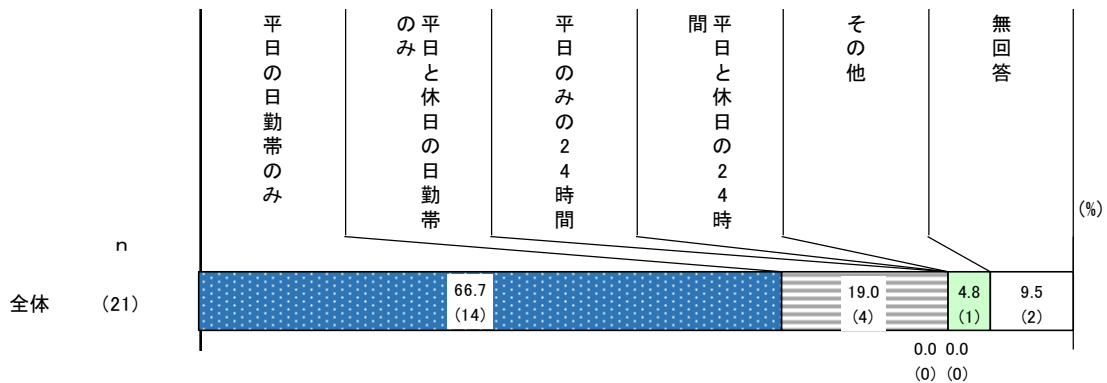 平日の日勤帯のみ
平日と休日の日勤帯
のみ
平日のみの24時間
平日と休日の24時
間
その他
無回答
(%)
n
全体 (21)
66.7
(14)
19.0
(4)
4.8
(1)
9.5
(2)
0.0 0.0
(0) (0)